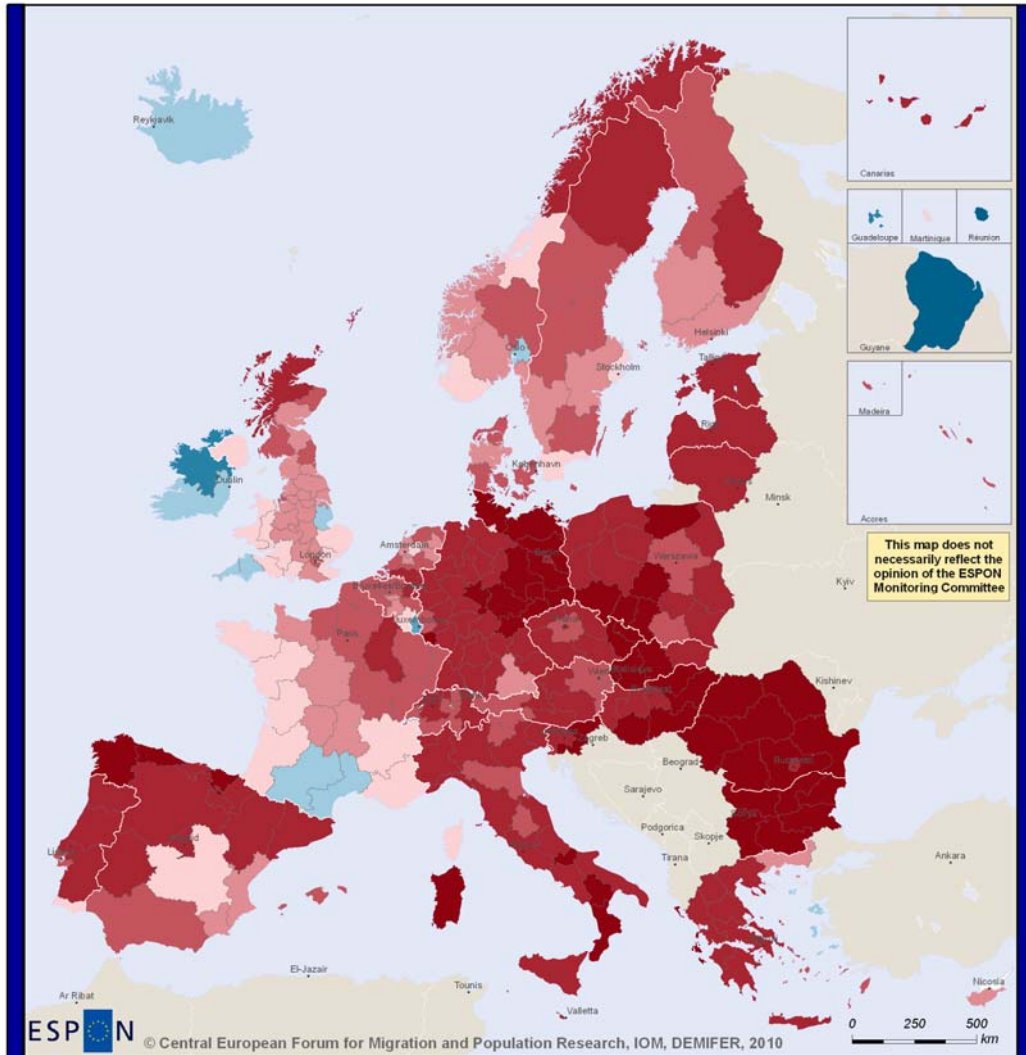 Reykjavik
Canarias
Guadeloupe
Martinique
Réunion
Guyane
Madeira
Acores
This map does not
necessarily reflect the
opinion of the ESPON
Monitoring Committee
Oslo
Helsinki
Tallinn
Stockholm
Riga
København
Dublin
Minsk
London
Amsterdam
Warszawa
Kyiv
Paris
Kishinev
Zagreb
Beograd
Bucuresti
Sarajevo
Podgorica
Skopje
Tirana
Ankara
El-Jazair
Tounis
Valletta
Nicosia
Ar Ribat
ESPON
© Central European Forum for Migration and Population Research, IOM, DEMIFER, 2010
0 250 500
km